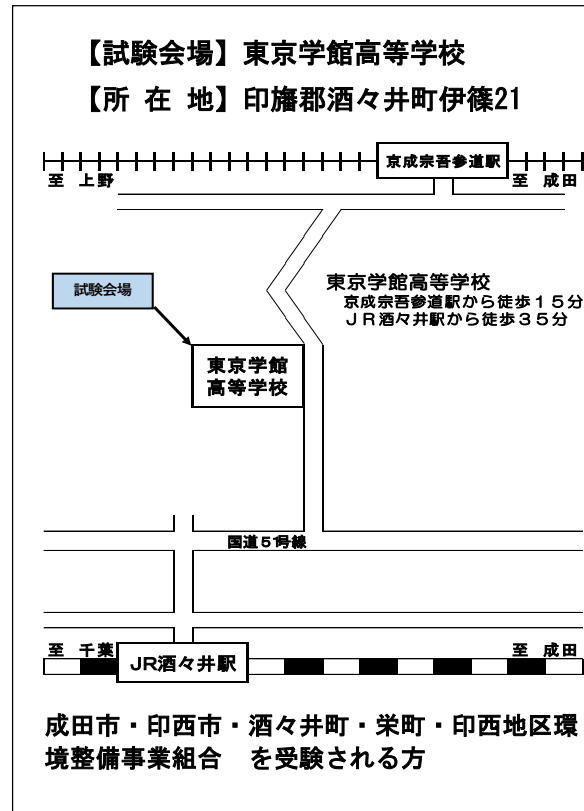 【試験会場】東京学館高等学校
【所 在 地】印旛郡酒々井町伊篠21
京成宗吾参道駅
至 上野
至 成田
試験会場
東京学館高等学校
京成宗吾参道駅から徒歩15分
JR酒々井駅から徒歩35分
東京学館
高等学校
国道51号線
至 千葉
JR酒々井駅
至 成田
成田市・印西市・酒々井町・栄町・印西地区環
境整備事業組合　を受験される方